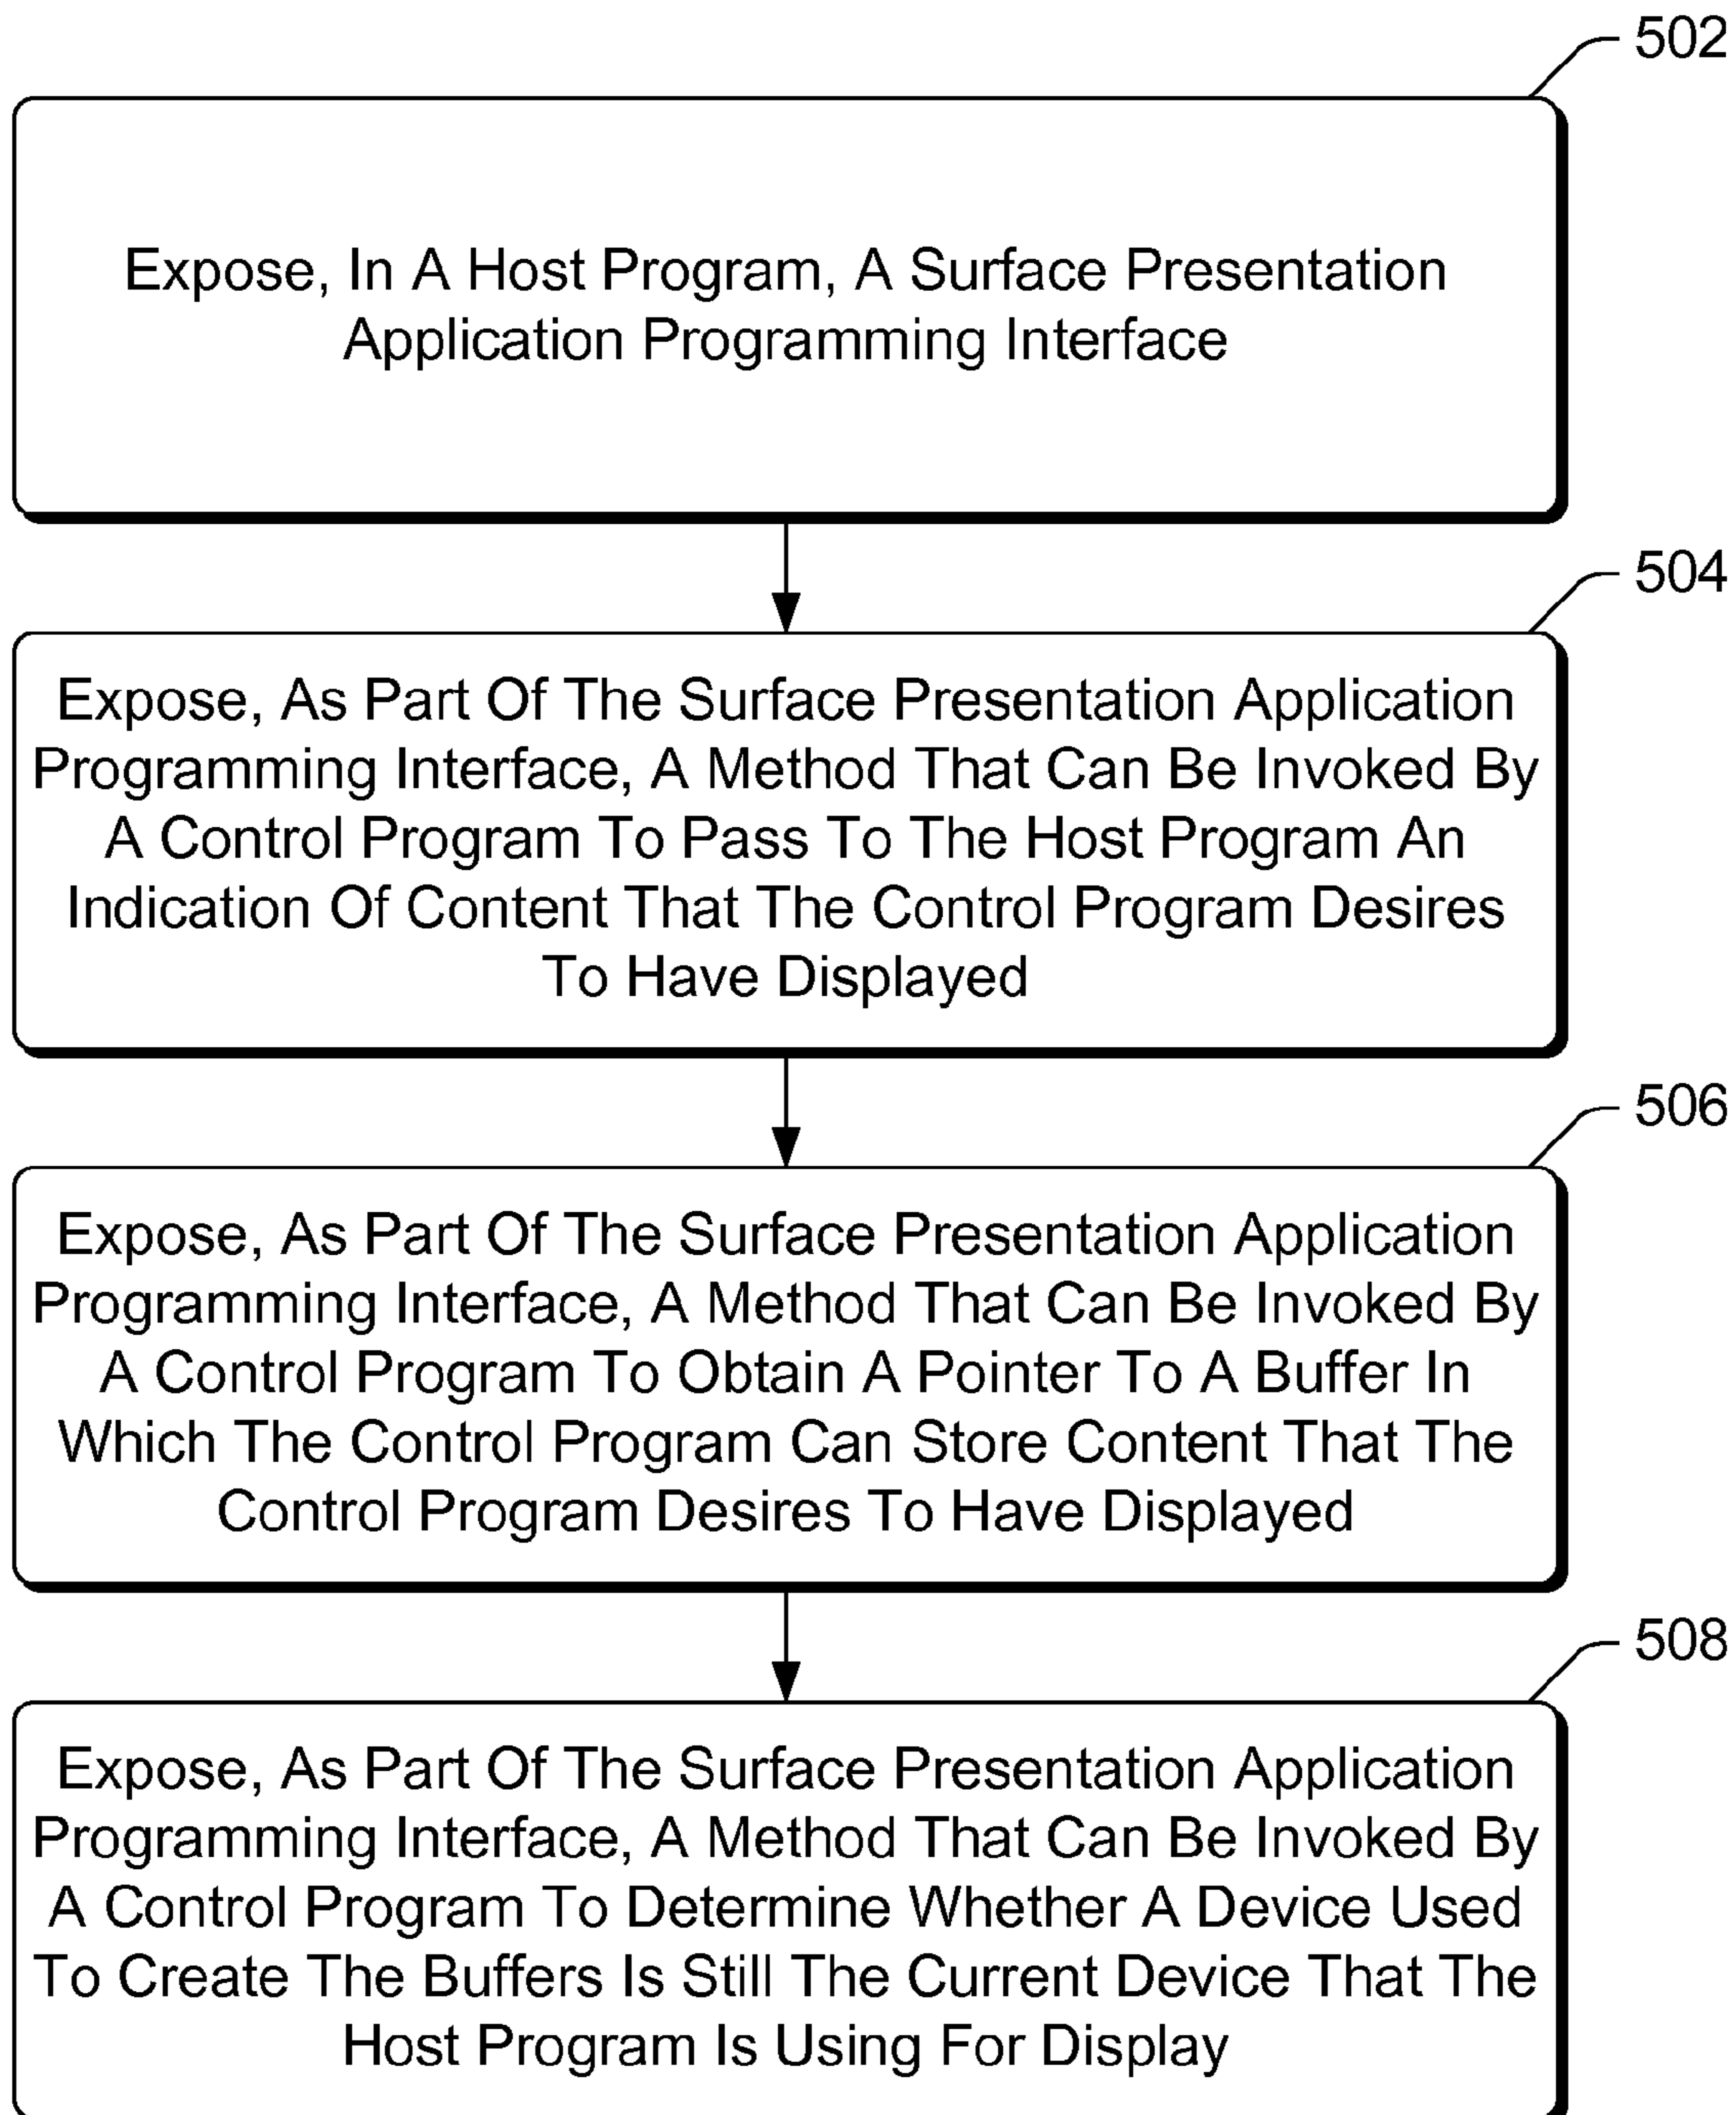 502
Expose, In A Host Program, A Surface Presentation
Application Programming Interface
504
Expose, As Part Of The Surface Presentation Application
Programming Interface, A Method That Can Be Invoked By
A Control Program To Pass To The Host Program An
Indication Of Content That The Control Program Desires
To Have Displayed
506
Expose, As Part Of The Surface Presentation Application
Programming Interface, A Method That Can Be Invoked By
A Control Program To Obtain A Pointer To A Buffer In
Which The Control Program Can Store Content That The
Control Program Desires To Have Displayed
508
Expose, As Part Of The Surface Presentation Application
Programming Interface, A Method That Can Be Invoked By
A Control Program To Determine Whether A Device Used
To Create The Buffers Is Still The Current Device That The
Host Program Is Using For Display